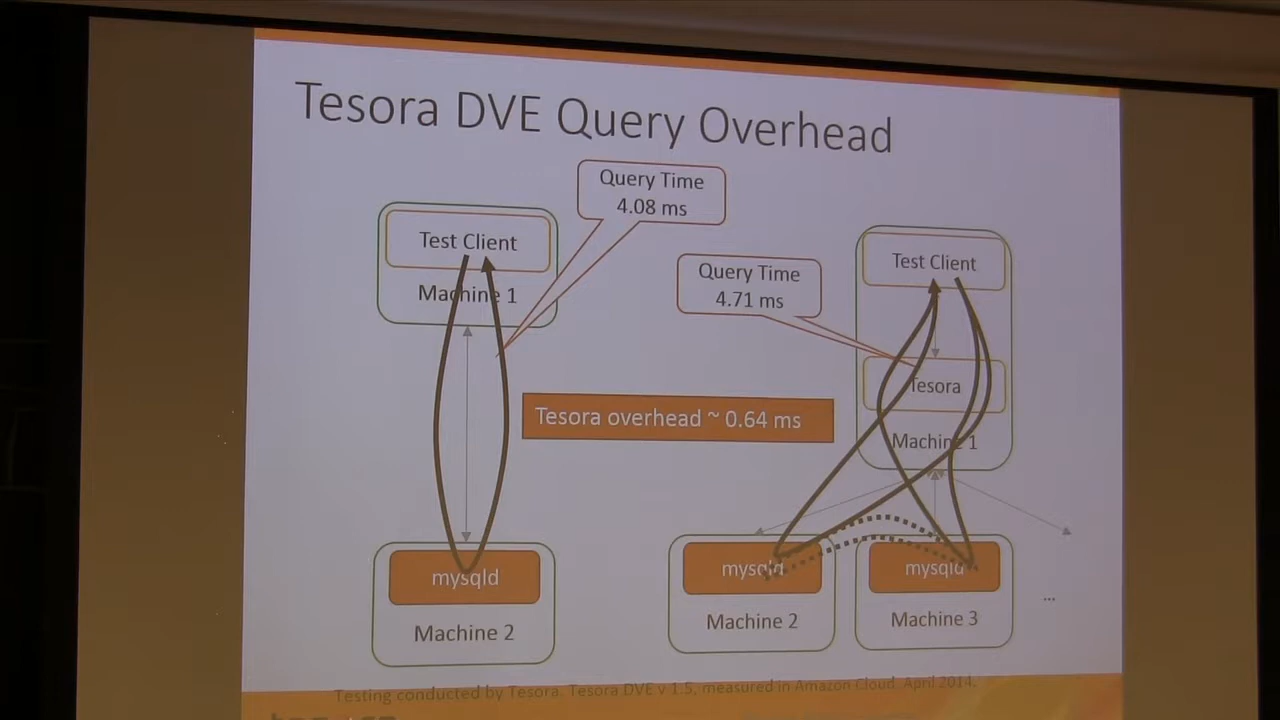 Tesora DVE Query Overhead
Query Time
4.08 ms
Test Client
Machine 1
Query Time
4.71 ms
Test Client
Tesora
Machine 1
Tesora overhead ~ 0.64 ms
mysqld
Machine 2
mysqld
Machine 2
mysqld
Machine 3
...
Testing conducted by Tesora. Tesora DVE v 1.5, measured in Amazon Cloud. April 2014.